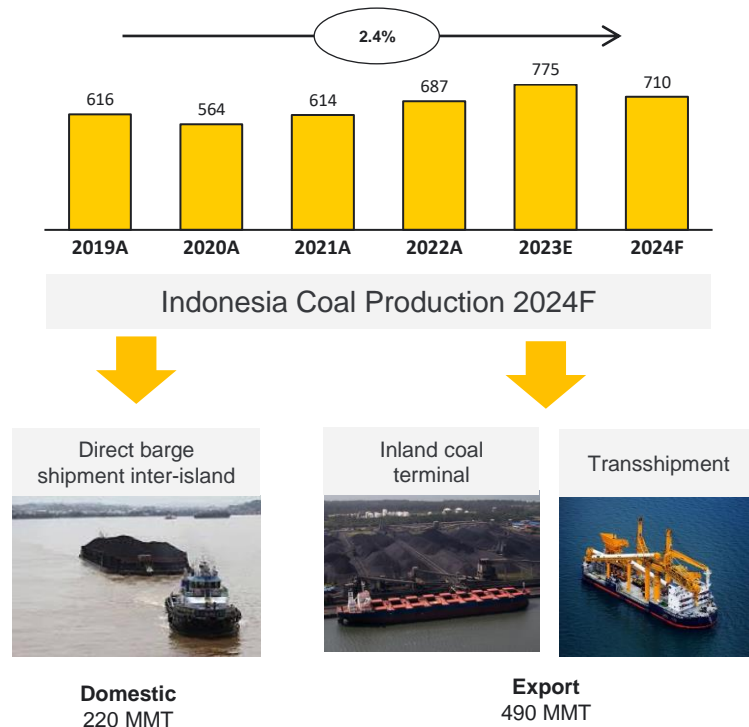 2.4%
616
564
614
687
775
710
2019A
2020A
2021A
2022A
2023E
2024F
Indonesia Coal Production 2024F
Direct barge
shipment inter-island
Inland coal
terminal
Transshipment
Domestic
220 MMT
Export
490 MMT